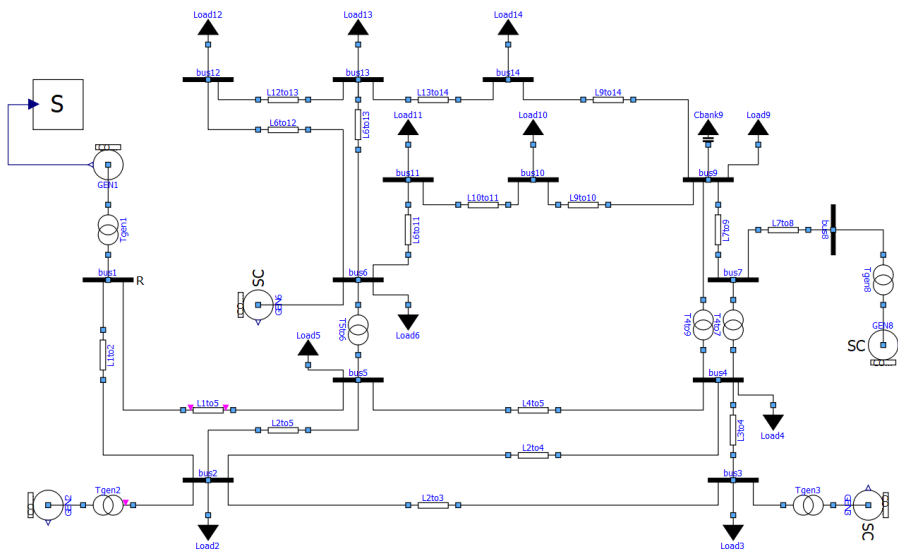 Load12
Load13
Load14
bus12
bus13
bus14
S
L12to13
L13to14
L9to14
L6to12
L6to13
Load11
Load10
Cbank9
Load9
GEN1
bus11
bus10
bus9
L10to11
L9to10
Tgen1
L6to11
L7to9
L7to8
bus8
bus1
R
bus6
bus7
SC
GEN6
Tgen8
T5to6
Load6
T4to9
T4to7
GEN8
SC
Load5
L1to2
bus5
bus4
L1to5
L4to5
L2to5
L3to4
Load4
L2to4
bus2
bus3
Tgen2
GEN2
L2to3
Tgen3
GEN3
SC
Load2
Load3